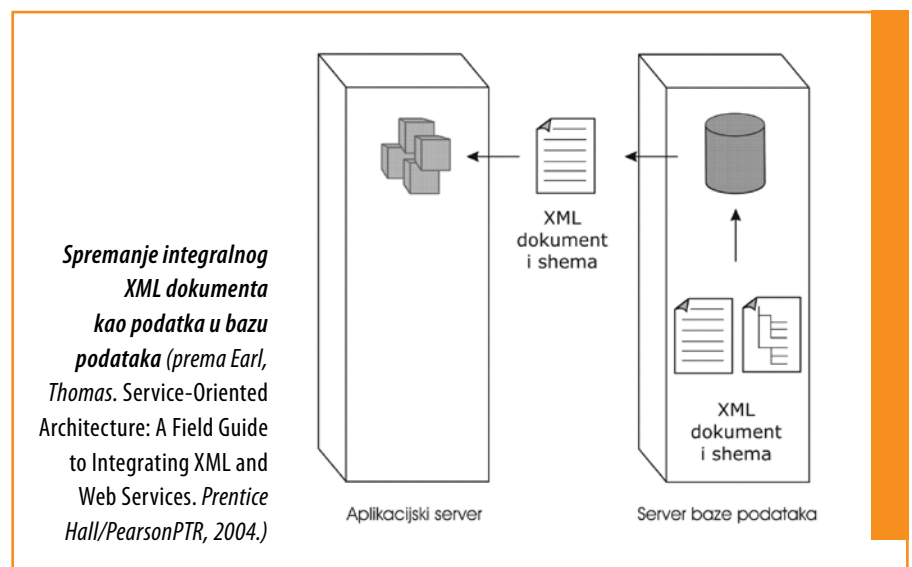 Spremanje integralnog
XML dokumenta
kao podatka u bazu
podataka (prema Earl,
Thomas. Service-Oriented
Architecture: A Field Guide
to Integrating XML and
Web Services. Prentice
Hall/PearsonPTR, 2004.)
XML
dokument
i shema
XML
dokument
i shema
Aplikacijski server
Server baze podataka